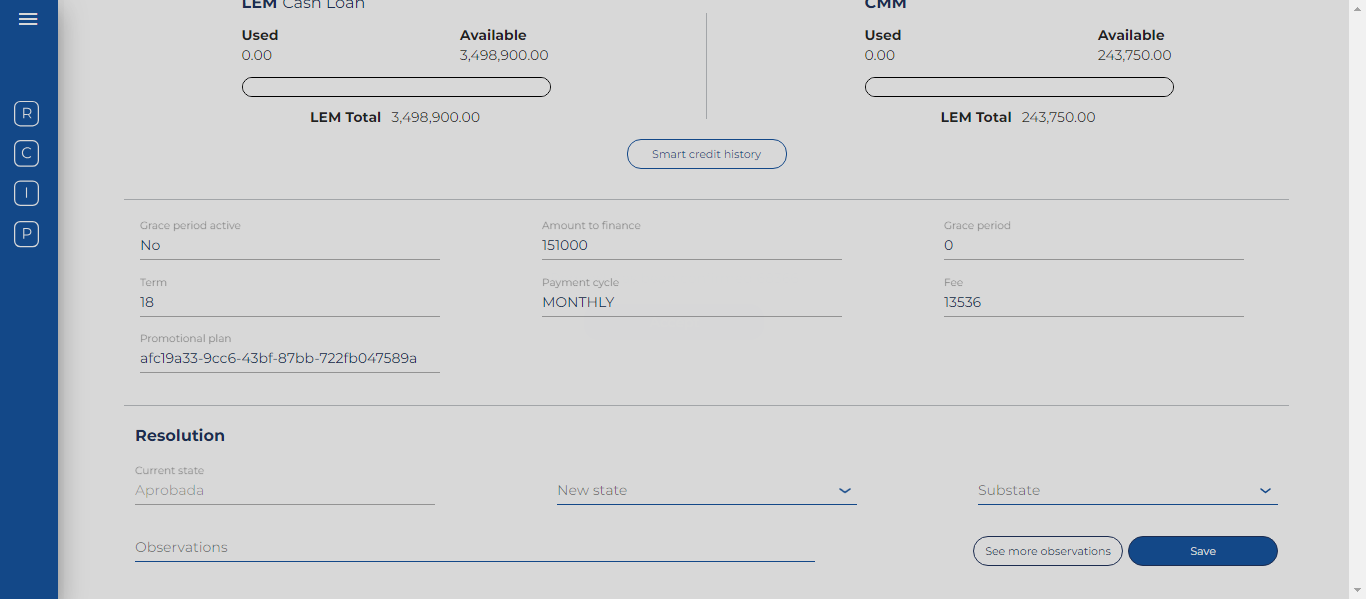 LEM Cash Loan CMM
Used Available Used Available
0.00 3,498,900.00 0.00 243,750.00
LEM Total 3,498,900.00 LEM Total 243,750.00
Smart credit history
R
C
I
P
Grace period active Amount to finance Grace period
No 151000 0
Term Payment cycle Fee
18 MONTHLY 13536
Promotional plan
afc19a33-9cc6-43bf-87bb-722fb047589a
Resolution
Current state
Aprobada New state Substate
Observations See more observations Save